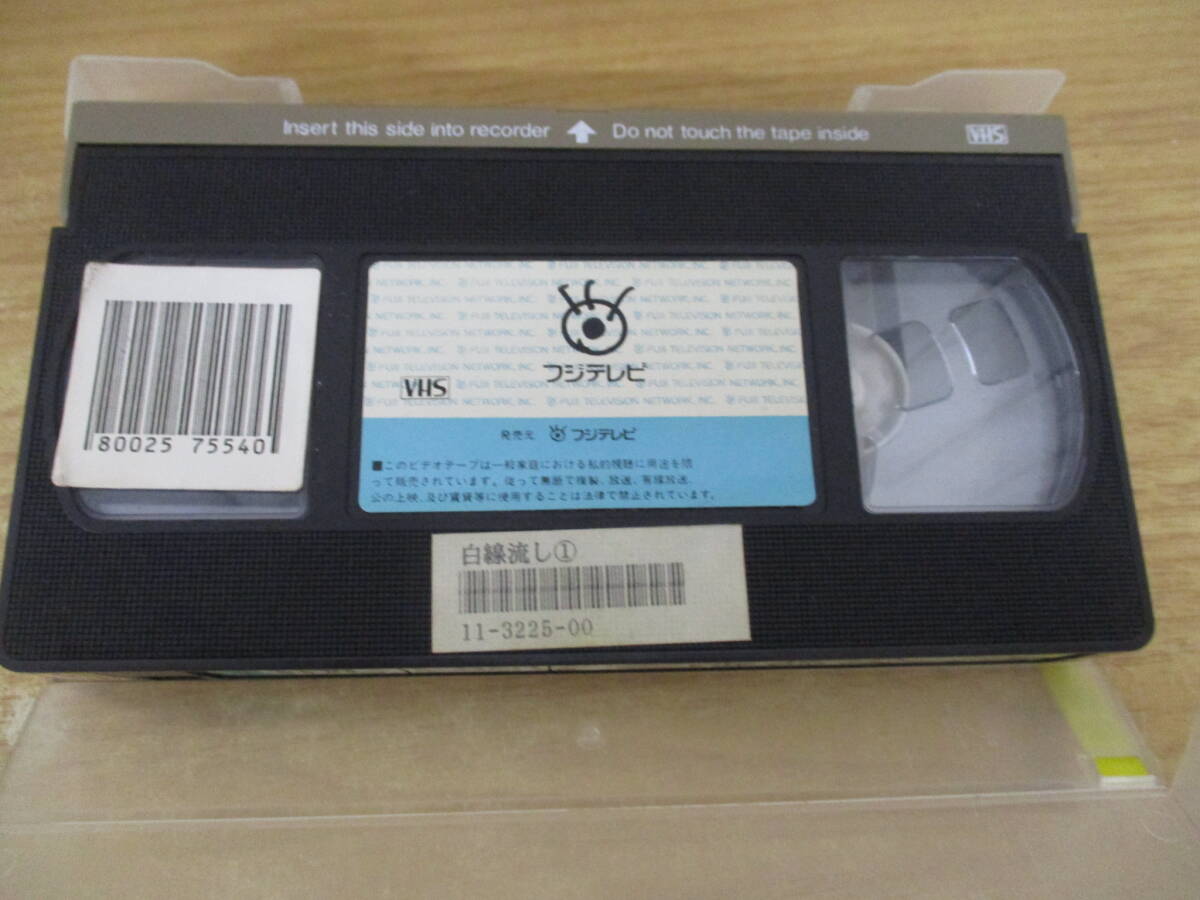 Insert this side into recorder Do not touch the tape inside VHS
80025 75540
FUJI TELEVISION NETWORK, INC.
フジテレビ
VHS
発売元 フジテレビ
■このビデオテープは一般家庭における私的視聴に用途を限
って販売されています。従って無断で複製、放送、有線放送、
公の上映、及び賃貸等に使用することは法律で禁止されています。
白線流し①
11-3225-00